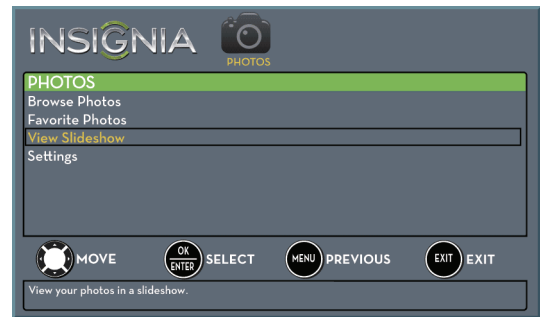 INSIGNIA
PHOTOS
PHOTOS
Browse Photos
Favorite Photos
View Slideshow
Settings
MOVE OK ENTER SELECT MENU PREVIOUS EXIT EXIT
View your photos in a slideshow.